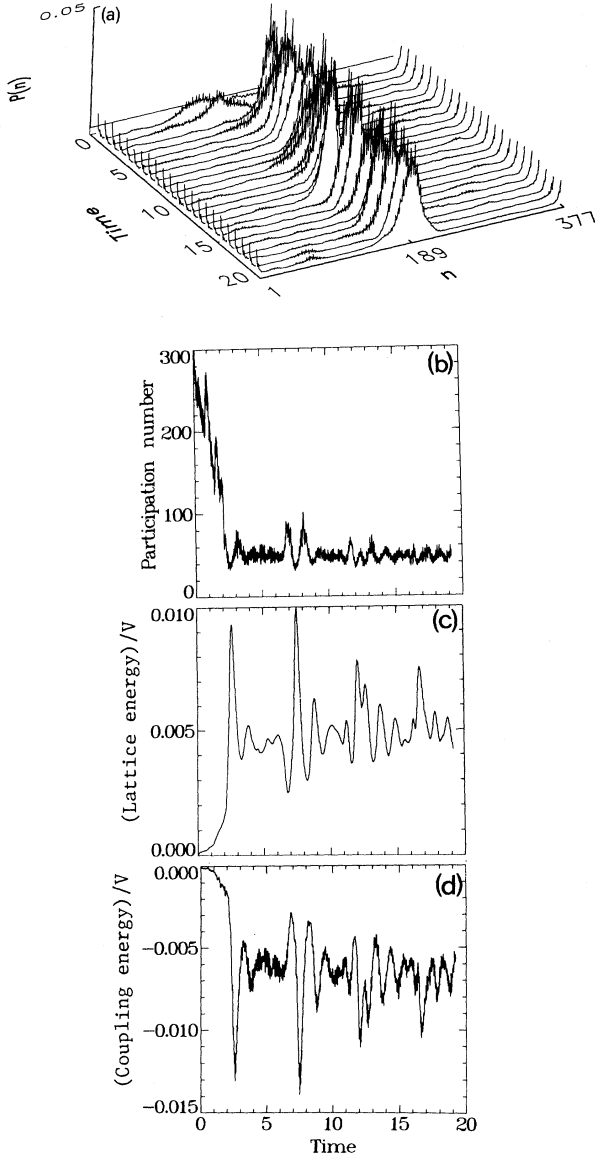 0.05
(a)
P(n)
0
5
10
15
20
Time
1
189
n
377
(b)
300
200
100
0
Participation number
(c)
0.010
0.005
0.000
(Lattice energy)/V
(d)
0.000
−0.005
−0.010
−0.015
(Coupling energy)/V
0 5 10 15 20
Time